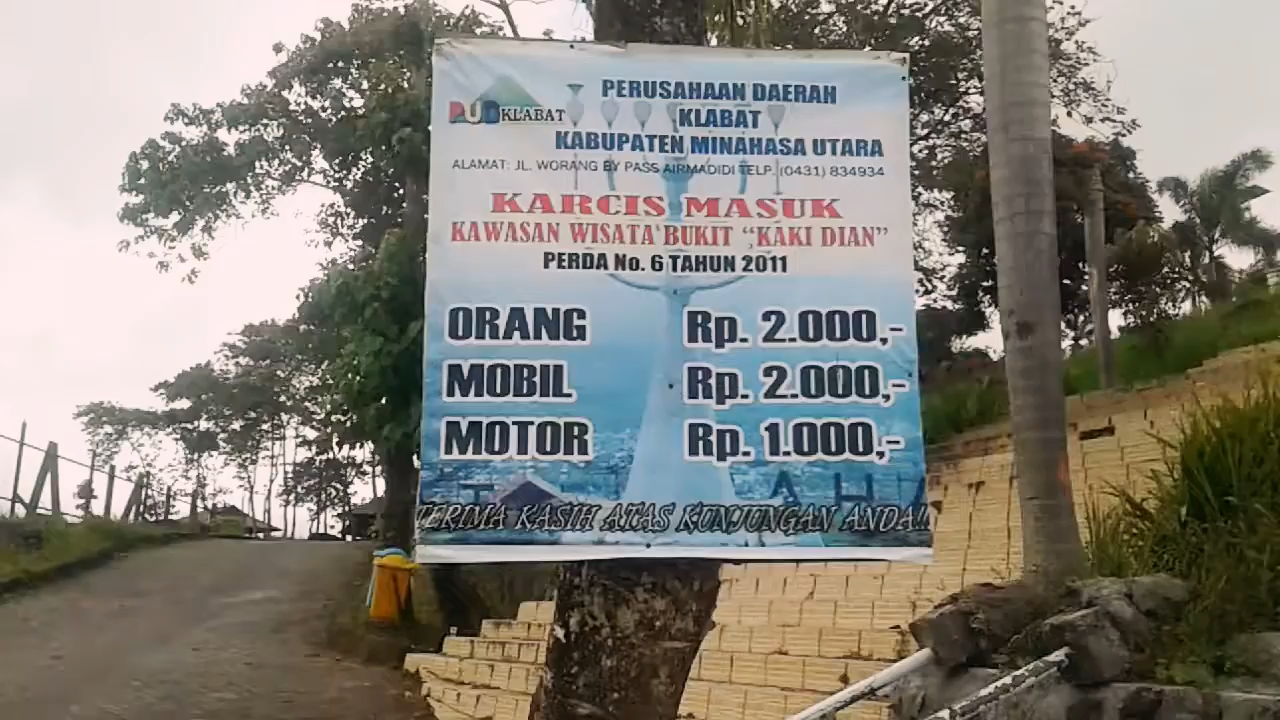 PUD KLABAT
PERUSAHAAN DAERAH
KLABAT
KABUPATEN MINAHASA UTARA
ALAMAT: JL. WORANG BY PASS AIRMADIDI TELP. (0431) 834934
KARCIS MASUK
KAWASAN WISATA BUKIT “KAKI DIAN”
PERDA No. 6 TAHUN 2011
ORANG Rp. 2.000,-
MOBIL Rp. 2.000,-
MOTOR Rp. 1.000,-
TERIMA KASIH ATAS KUNJUNGAN ANDA!!